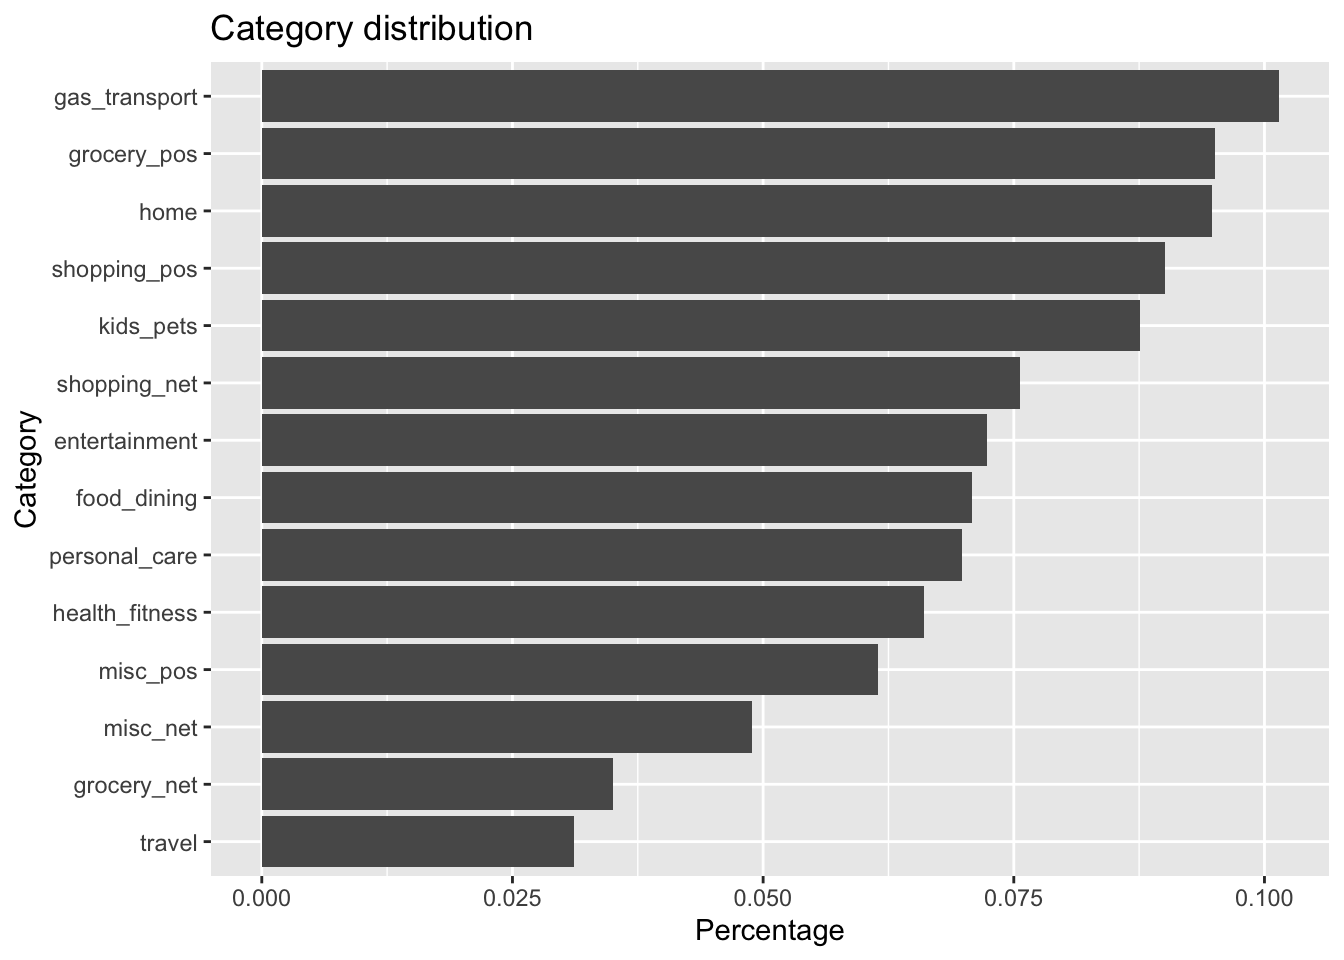 Category distribution
gas_transport
grocery_pos
home
shopping_pos
kids_pets
shopping_net
entertainment
food_dining
personal_care
health_fitness
misc_pos
misc_net
grocery_net
travel
Category
0.000 0.025 0.050 0.075 0.100
Percentage